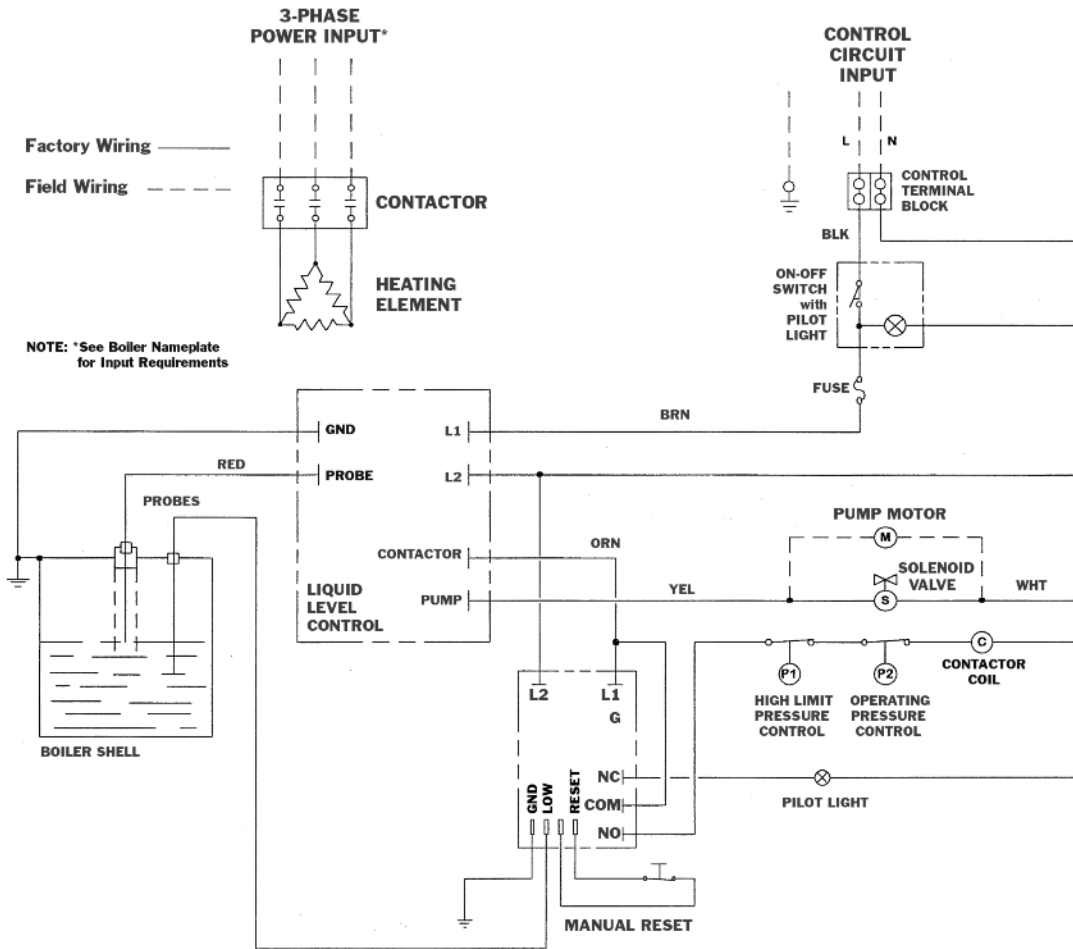 3-PHASE
POWER INPUT*
CONTROL
CIRCUIT
INPUT
Factory Wiring
Field Wiring
L
N
CONTACTOR
CONTROL
TERMINAL
BLOCK
BLK
HEATING
ELEMENT
ON-OFF
SWITCH
with
PILOT
LIGHT
NOTE: *See Boiler Nameplate
for Input Requirements
FUSE
GND
L1
BRN
RED
PROBE
L2
PROBES
PUMP MOTOR
M
CONTACTOR
ORN
SOLENOID
VALVE
LIQUID
LEVEL
CONTROL
PUMP
YEL
S
WHT
C
CONTACTOR
COIL
P1
P2
HIGH LIMIT
PRESSURE
CONTROL
OPERATING
PRESSURE
CONTROL
L2
L1
G
BOILER SHELL
NC
PILOT LIGHT
GND
LOW
RESET
COM
NO
MANUAL RESET